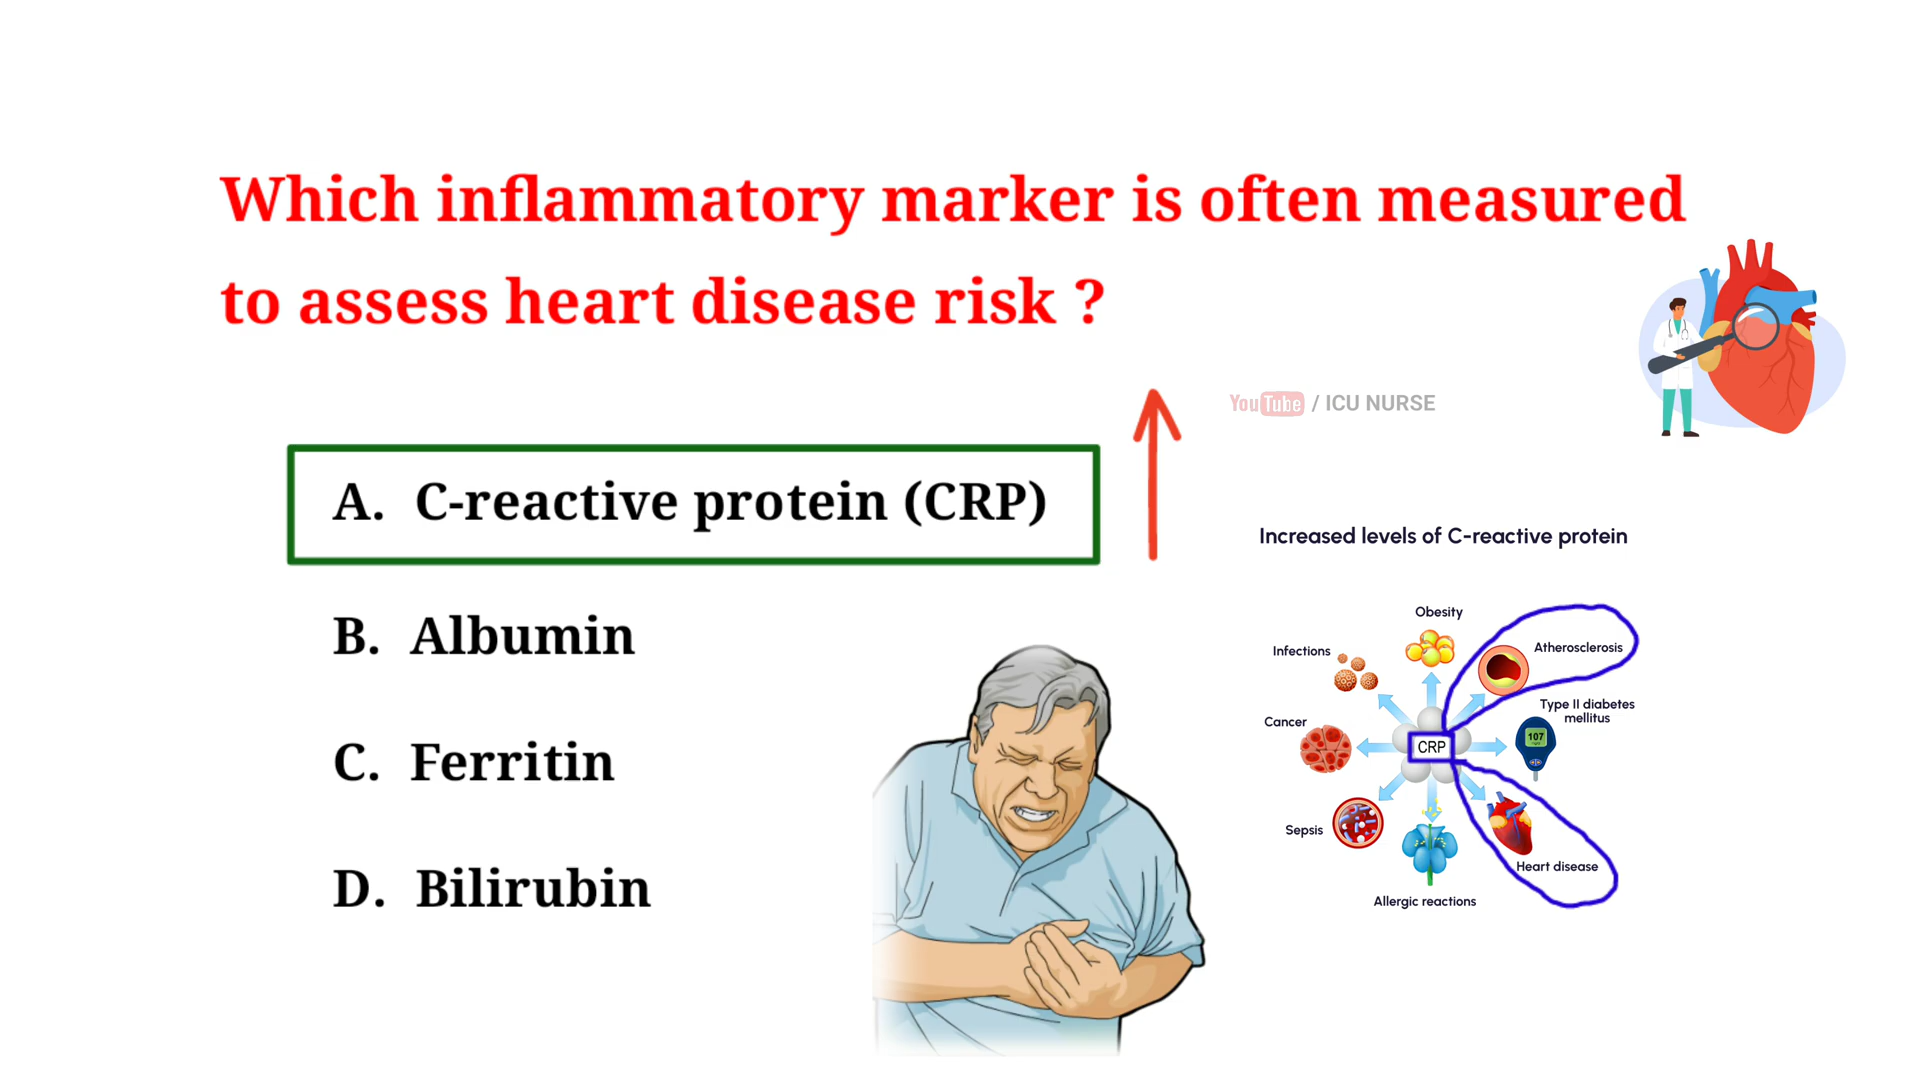 Which inflammatory marker is often measured
to assess heart disease risk ?
YouTube / ICU NURSE
A. C-reactive protein (CRP)
B. Albumin
C. Ferritin
D. Bilirubin
Increased levels of C-reactive protein
Obesity
Infections
Atherosclerosis
Cancer
Type II diabetes
mellitus
107
CRP
Sepsis
Heart disease
Allergic reactions